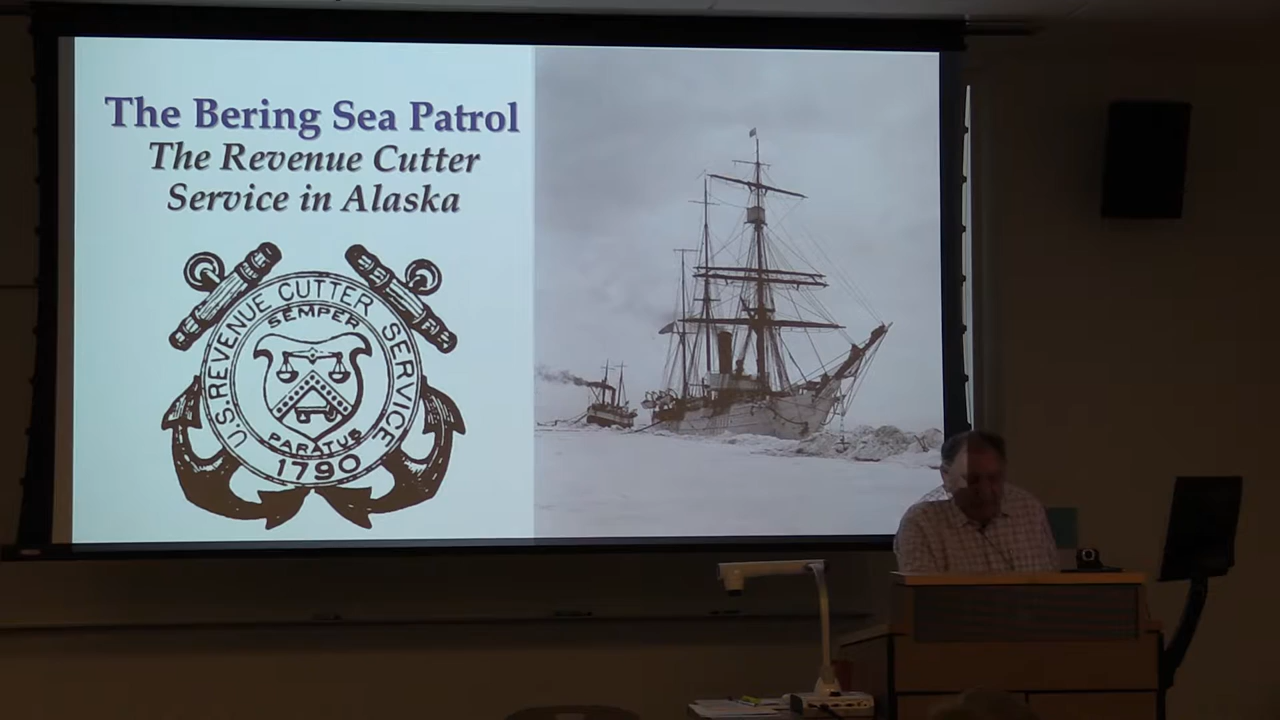 The Bering Sea Patrol
The Revenue Cutter
Service in Alaska
U.S. REVENUE CUTTER SERVICE
SEMPER
PARATUS
1790